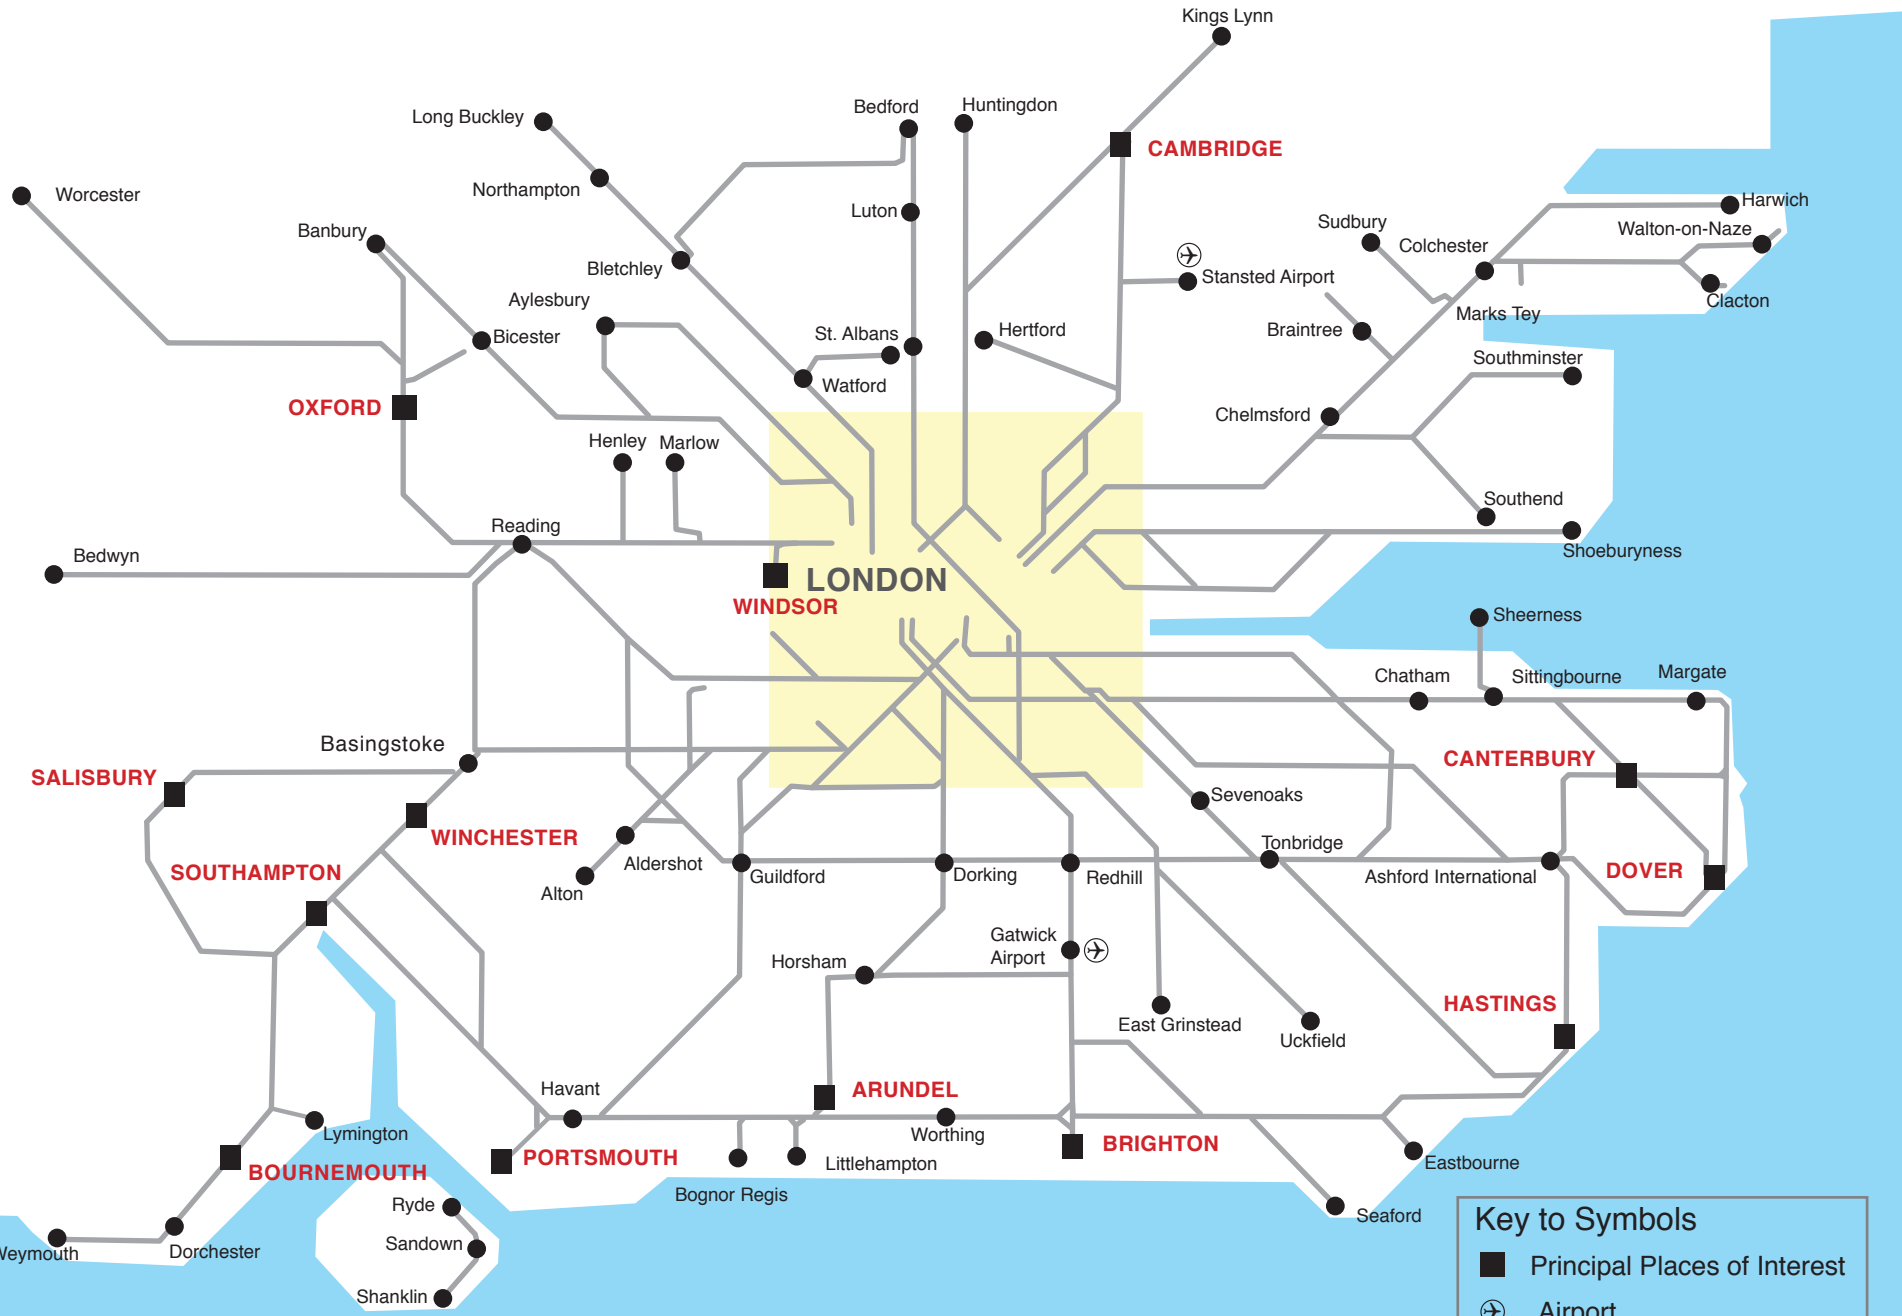 Kings Lynn
Bedford
Huntingdon
Long Buckley
CAMBRIDGE
Northampton
Worcester
Luton
Harwich
Sudbury
Walton-on-Naze
Banbury
Colchester
Bletchley
Stansted Airport
Aylesbury
Clacton
Marks Tey
Bicester
St. Albans
Hertford
Braintree
Southminster
Watford
OXFORD
Chelmsford
Henley
Marlow
Southend
Reading
Shoeburyness
Bedwyn
LONDON
WINDSOR
Sheerness
Chatham
Sittingbourne
Margate
Basingstoke
CANTERBURY
SALISBURY
Sevenoaks
WINCHESTER
Tonbridge
SOUTHAMPTON
Aldershot
Guildford
Dorking
Redhill
Ashford International
DOVER
Alton
Gatwick
Airport
Horsham
HASTINGS
East Grinstead
Uckfield
Havant
ARUNDEL
Lymington
Worthing
BRIGHTON
PORTSMOUTH
Littlehampton
Eastbourne
BOURNEMOUTH
Bognor Regis
Ryde
Seaford
Key to Symbols
Sandown
Weymouth
Dorchester
Principal Places of Interest
Shanklin
Airport